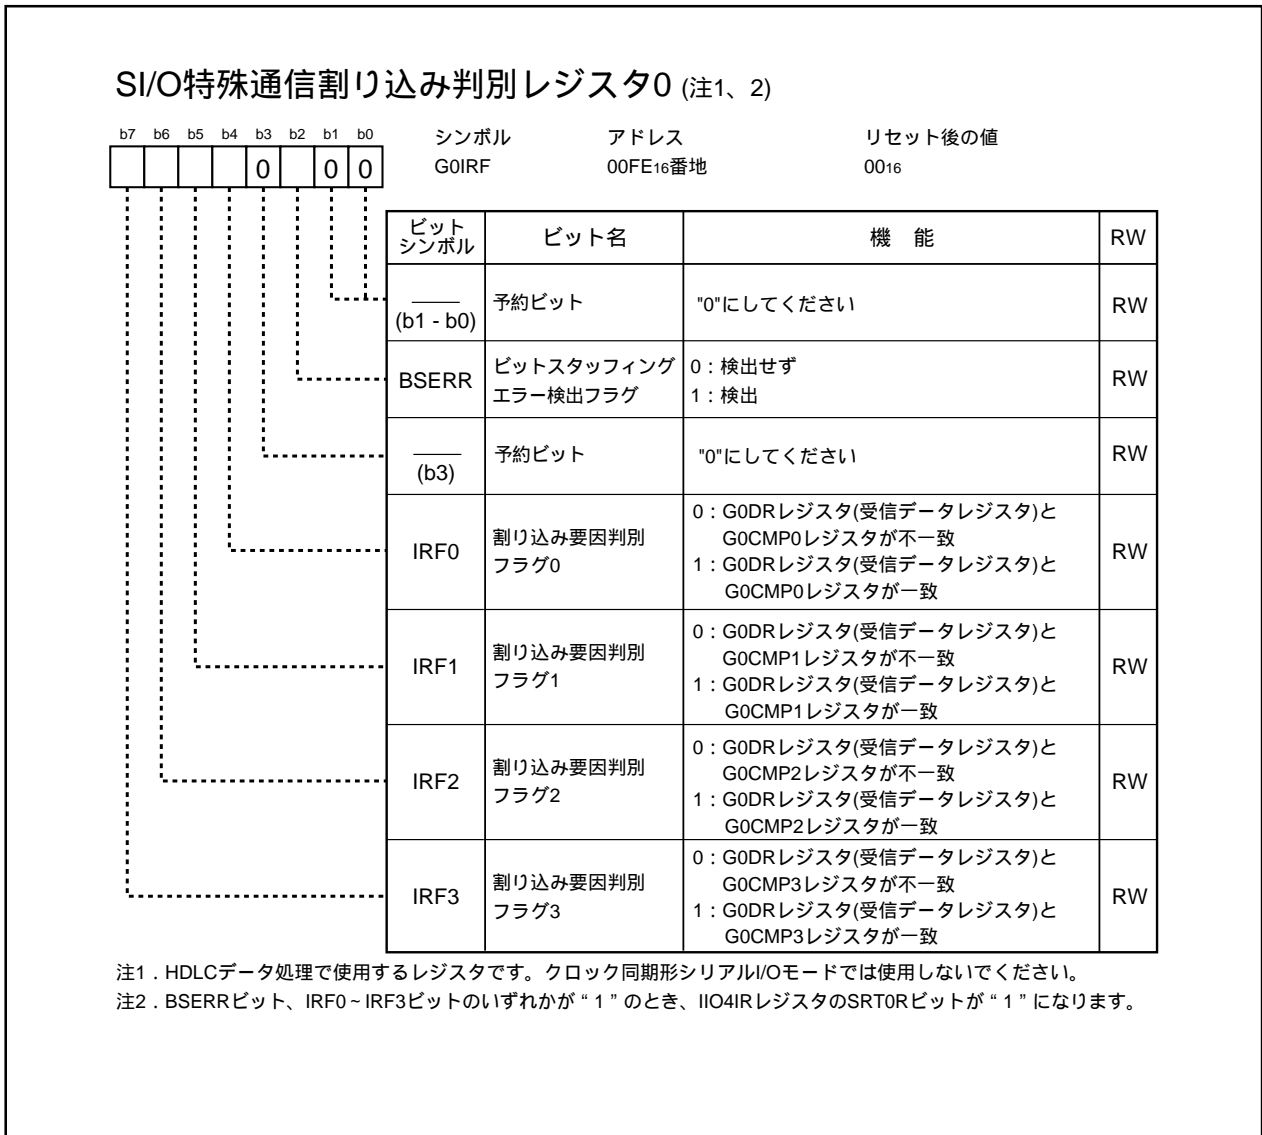 SI/O特殊通信割り込み判別レジスタ0 (注1、2)
b7 b6 b5 b4 b3 b2 b1 b0
0 0 0
シンボル アドレス リセット後の値
G0IRF 00FE16番地 0016
ビット
シンボル
ビット名 機 能 RW
(b1 - b0) 予約ビット "0"にしてください RW
BSERR
ビットスタッフィング
エラー検出フラグ
0：検出せず
1：検出
RW
(b3) 予約ビット "0"にしてください RW
IRF0
割り込み要因判別
フラグ0
0：G0DRレジスタ(受信データレジスタ)と
G0CMP0レジスタが不一致
1：G0DRレジスタ(受信データレジスタ)と
G0CMP0レジスタが一致
RW
IRF1
割り込み要因判別
フラグ1
0：G0DRレジスタ(受信データレジスタ)と
G0CMP1レジスタが不一致
1：G0DRレジスタ(受信データレジスタ)と
G0CMP1レジスタが一致
RW
IRF2
割り込み要因判別
フラグ2
0：G0DRレジスタ(受信データレジスタ)と
G0CMP2レジスタが不一致
1：G0DRレジスタ(受信データレジスタ)と
G0CMP2レジスタが一致
RW
IRF3
割り込み要因判別
フラグ3
0：G0DRレジスタ(受信データレジスタ)と
G0CMP3レジスタが不一致
1：G0DRレジスタ(受信データレジスタ)と
G0CMP3レジスタが一致
RW
注1．HDLCデータ処理で使用するレジスタです。クロック同期形シリアルI/Oモードでは使用しないでください。
注2．BSERRビット、IRF0～IRF3ビットのいずれかが“1”のとき、IIO4IRレジスタのSRT0Rビットが“1”になります。